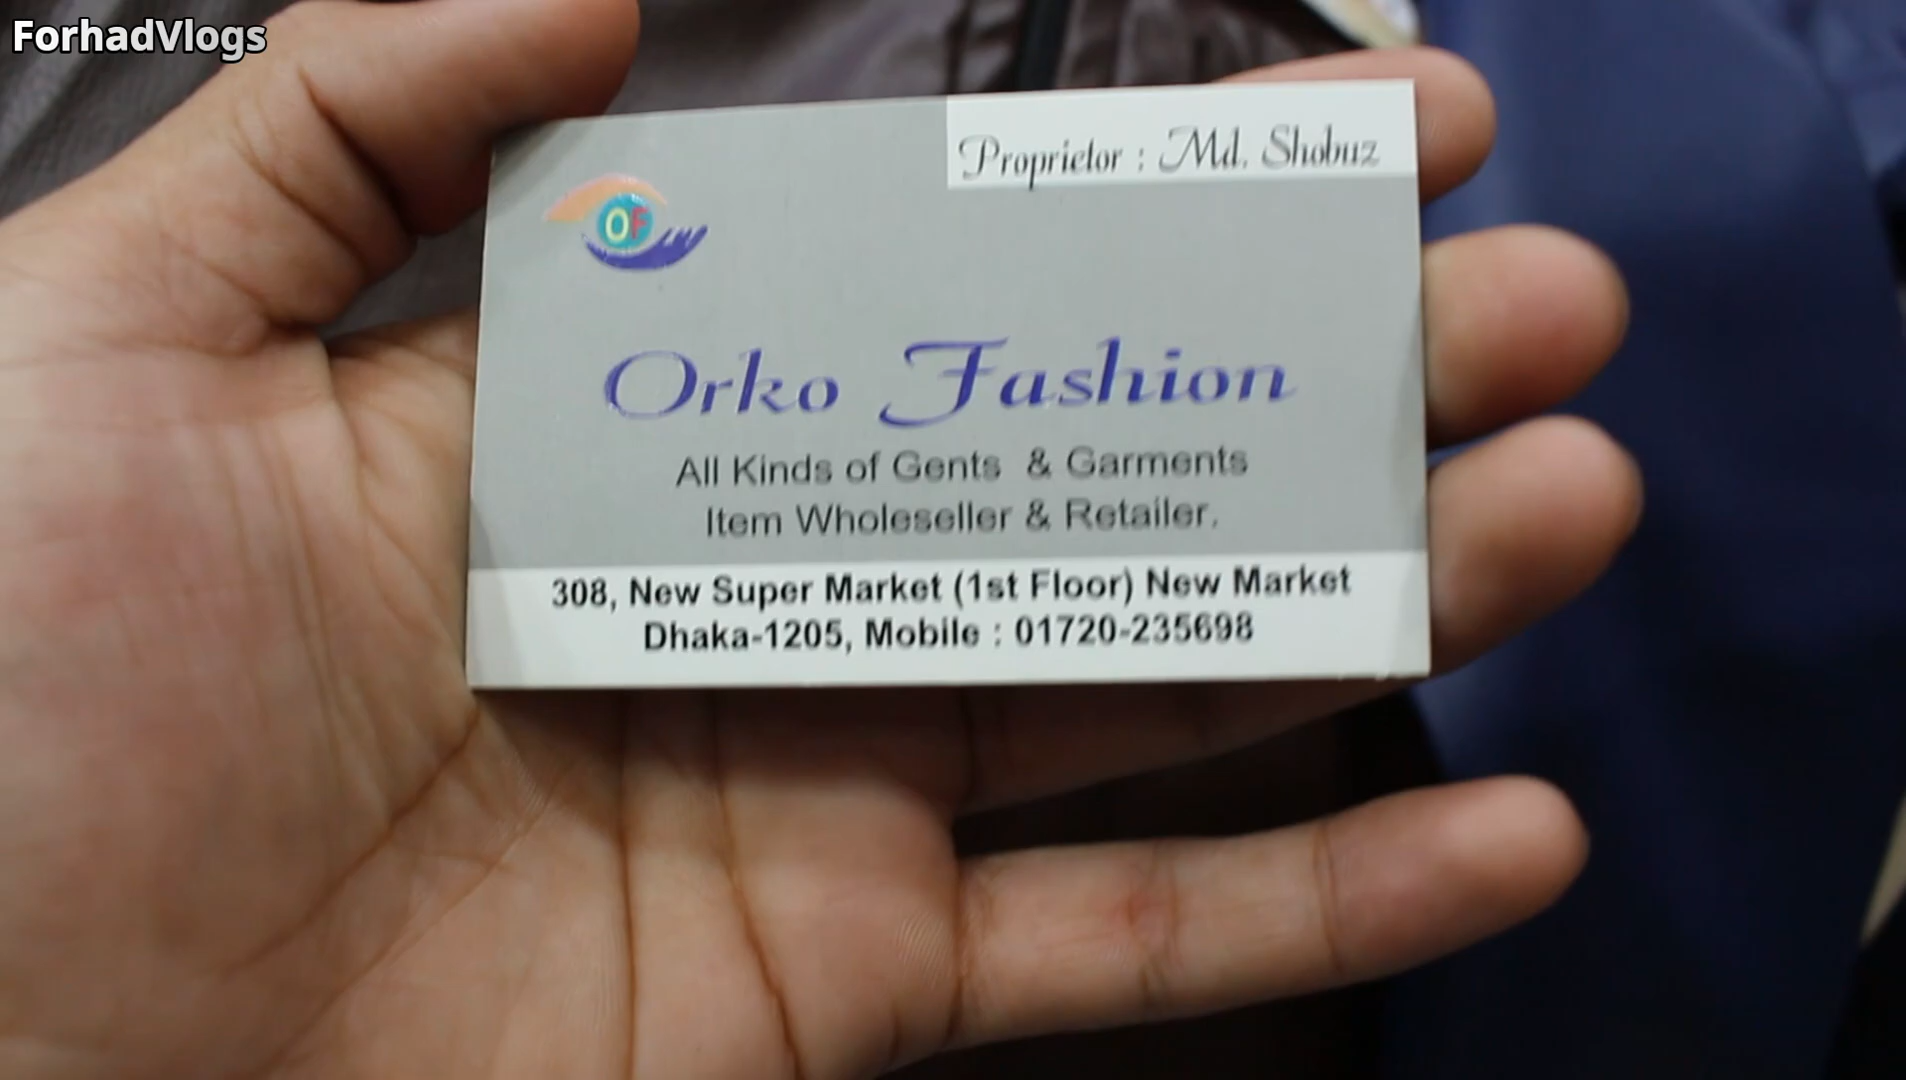 ForhadVlogs
Proprietor : Md. Shobuz
OF
Orko Fashion
All Kinds of Gents & Garments
Item Wholeseller & Retailer.
308, New Super Market (1st Floor) New Market
Dhaka-1205, Mobile : 01720-235698